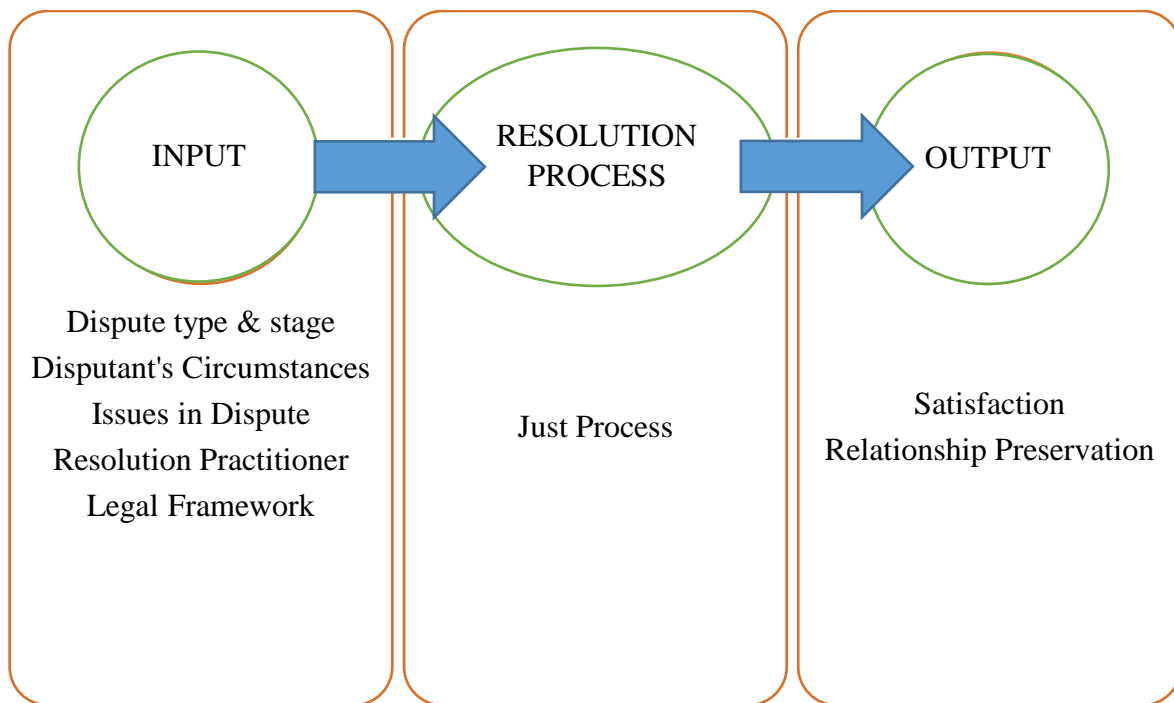 INPUT
Dispute type & stage
Disputant's Circumstances
Issues in Dispute
Resolution Practitioner
Legal Framework
RESOLUTION
PROCESS
Just Process
OUTPUT
Satisfaction
Relationship Preservation